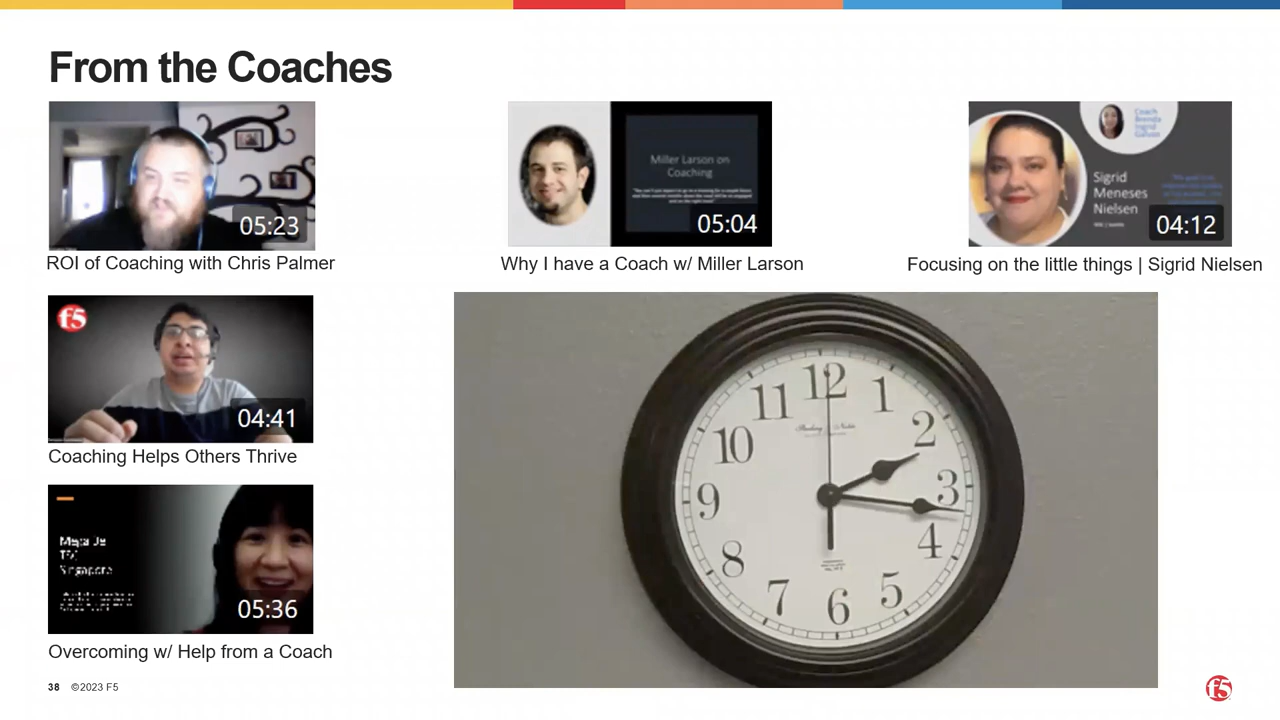 From the Coaches
05:23
ROI of Coaching with Chris Palmer
Miller Larson on
Coaching
05:04
Why I have a Coach w/ Miller Larson
Coach
Brenda
Ingrid
Galvan
Sigrid
Meneses
Nielsen
04:12
Focusing on the little things | Sigrid Nielsen
f5
04:41
Coaching Helps Others Thrive
Singapore
05:36
Overcoming w/ Help from a Coach
12
1
2
3
4
5
6
7
8
9
10
11
38 ©2023 F5
f5